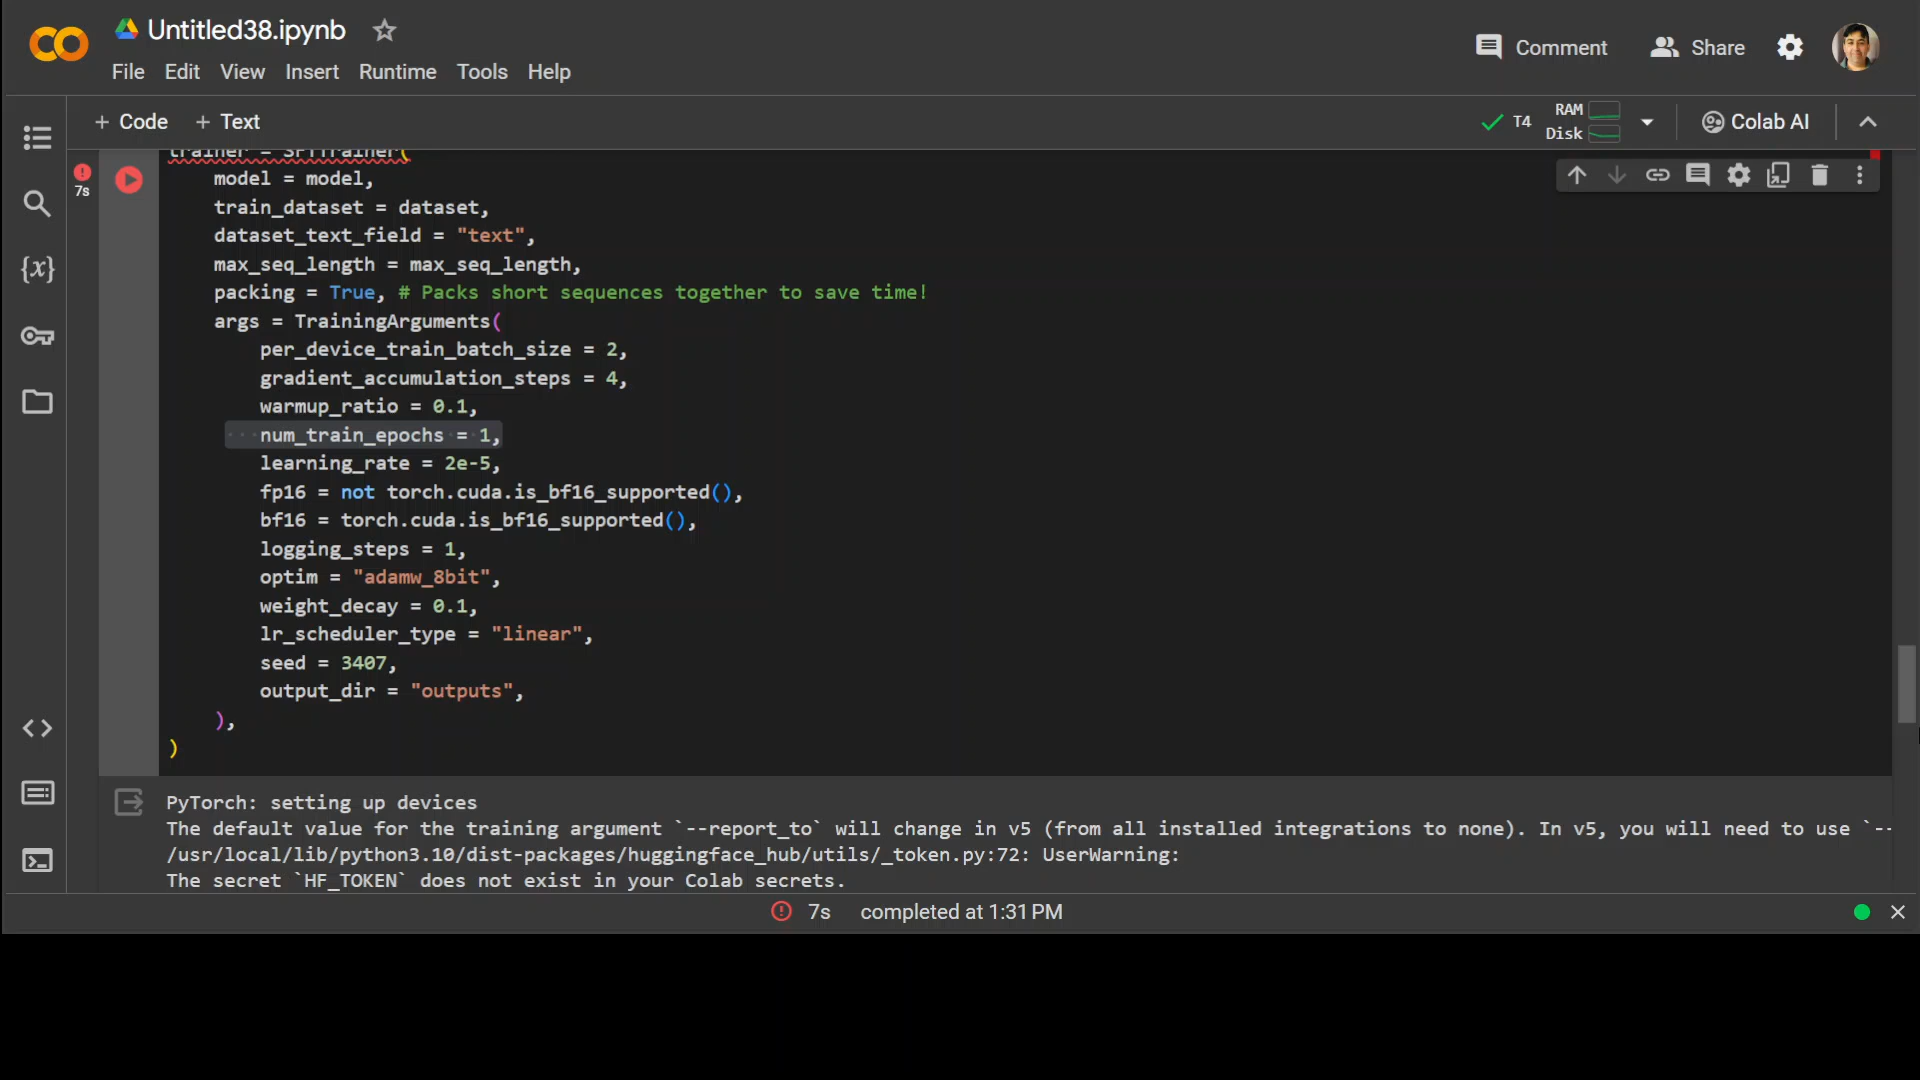 Untitled38.ipynb
File Edit View Insert Runtime Tools Help
Comment
Share
+ Code + Text
T4
RAM
Disk
Colab AI
7s
trainer = SFTTrainer(
model = model,
train_dataset = dataset,
dataset_text_field = "text",
max_seq_length = max_seq_length,
packing = True, # Packs short sequences together to save time!
args = TrainingArguments(
per_device_train_batch_size = 2,
gradient_accumulation_steps = 4,
warmup_ratio = 0.1,
num_train_epochs = 1,
learning_rate = 2e-5,
fp16 = not torch.cuda.is_bf16_supported(),
bf16 = torch.cuda.is_bf16_supported(),
logging_steps = 1,
optim = "adamw_8bit",
weight_decay = 0.1,
lr_scheduler_type = "linear",
seed = 3407,
output_dir = "outputs",
),
)
PyTorch: setting up devices
The default value for the training argument `--report_to` will change in v5 (from all installed integrations to none). In v5, you will need to use `--
/usr/local/lib/python3.10/dist-packages/huggingface_hub/utils/_token.py:72: UserWarning:
The secret `HF_TOKEN` does not exist in your Colab secrets.
7s completed at 1:31 PM